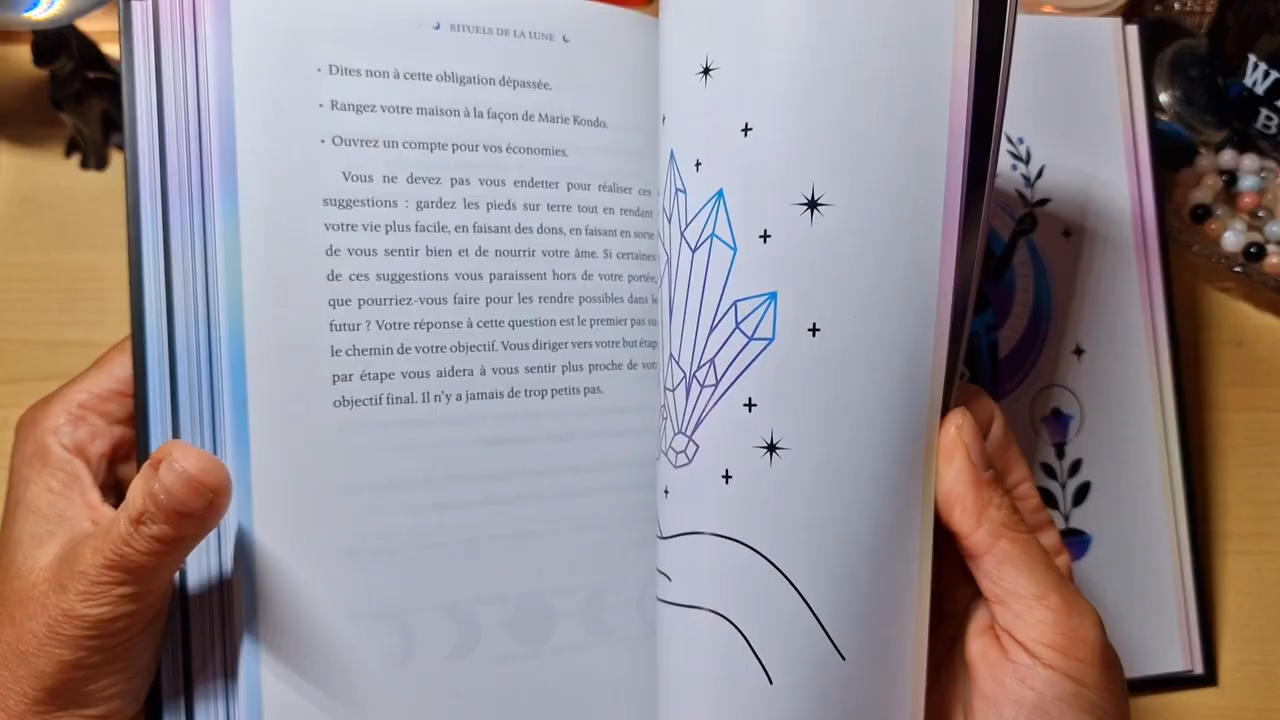 RITUELS DE LA LUNE
• Dites non à cette obligation dépassée.
• Rangez votre maison à la façon de Marie Kondo.
• Ouvrez un compte pour vos économies.
Vous ne devez pas vous endetter pour réaliser ces
suggestions : gardez les pieds sur terre tout en rendant
votre vie plus facile, en faisant des dons, en faisant en sorte
de vous sentir bien et de nourrir votre âme. Si certaines
de ces suggestions vous paraissent hors de votre portée,
que pourriez-vous faire pour les rendre possibles dans le
futur ? Votre réponse à cette question est le premier pas su
le chemin de votre objectif. Vous diriger vers votre but étap
par étape vous aidera à vous sentir plus proche de vot
objectif final. Il n'y a jamais de trop petits pas.
W
B